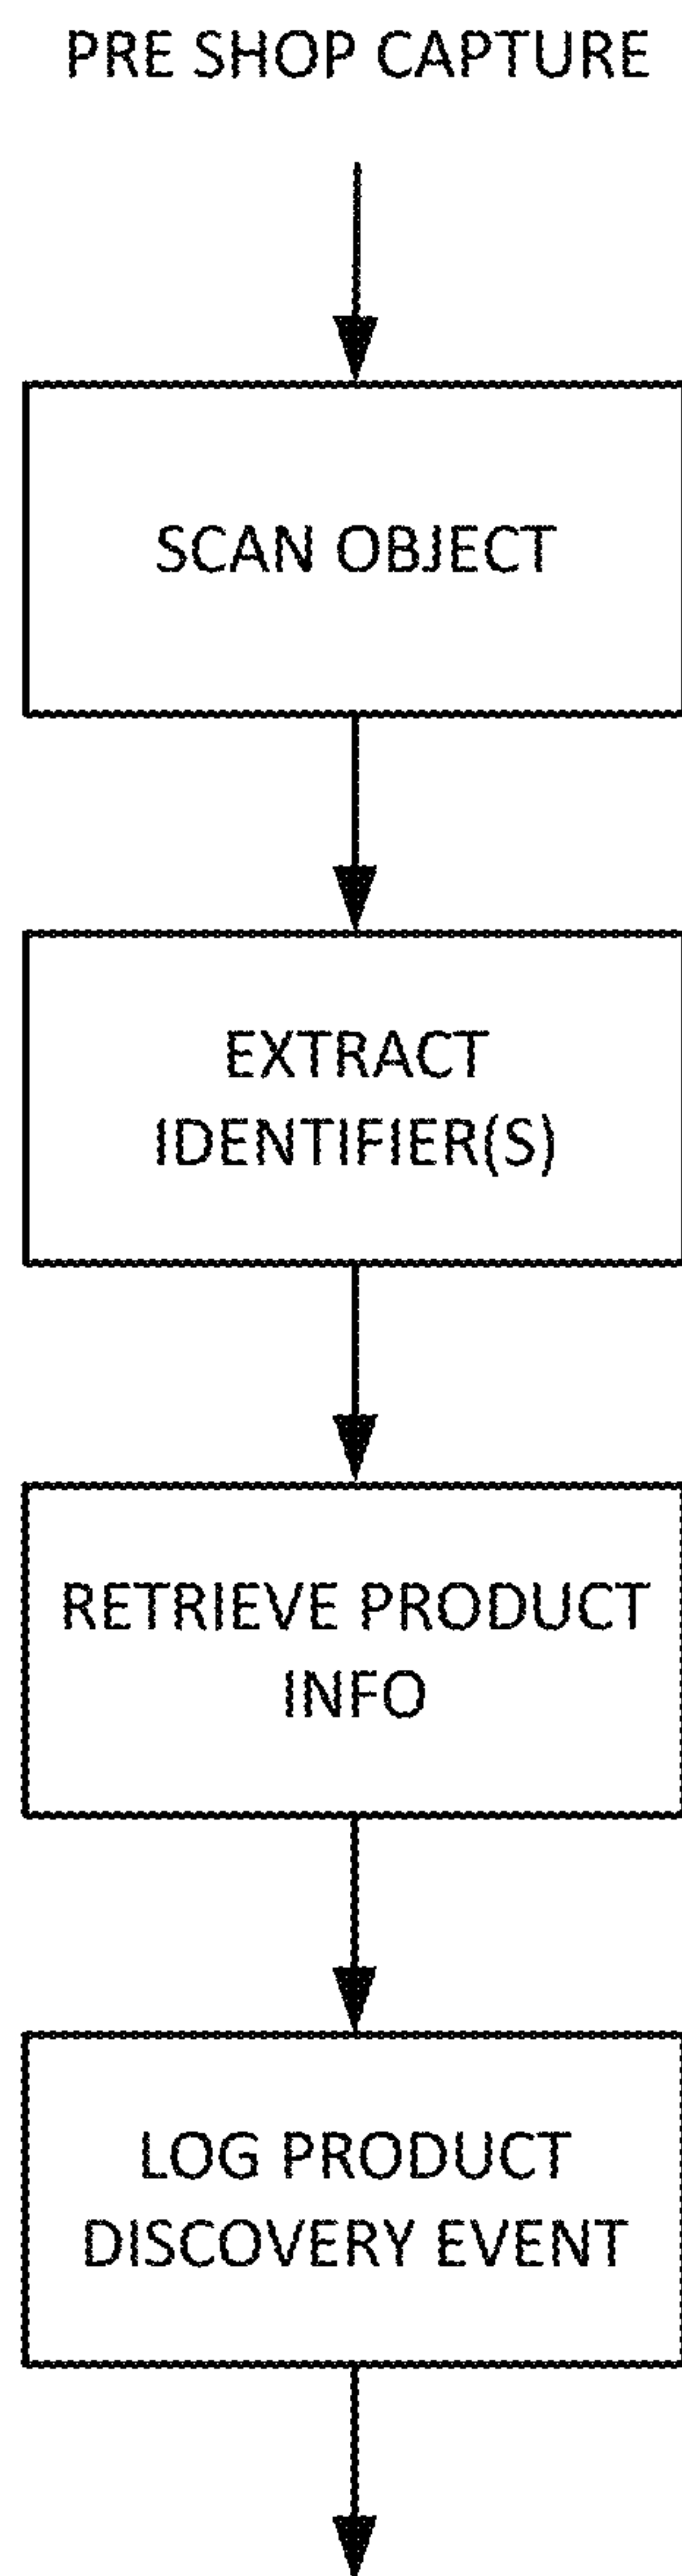 PRE SHOP CAPTURE
SCAN OBJECT
EXTRACT
IDENTIFIER(S)
RETRIEVE PRODUCT
INFO
LOG PRODUCT
DISCOVERY EVENT